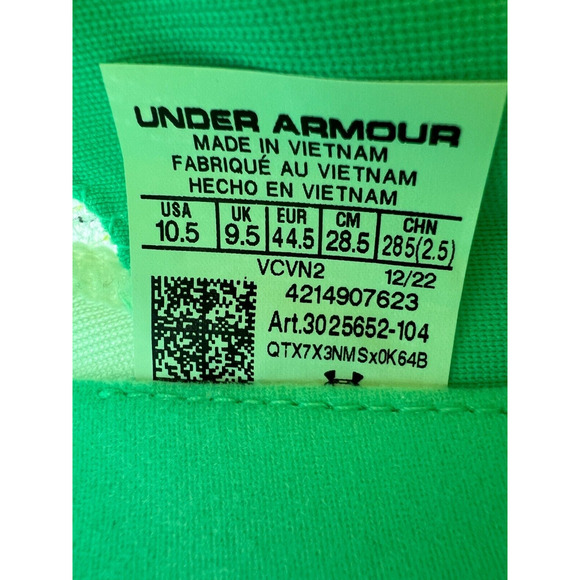 UNDER ARMOUR
MADE IN VIETNAM
FABRIQUÉ AU VIETNAM
HECHO EN VIETNAM
USA UK EUR CM CHN
10.5 9.5 44.5 28.5 285(2.5)
VCVN2 12/22
4214907623
Art.3025652-104
QTX7X3NMSx0K64B